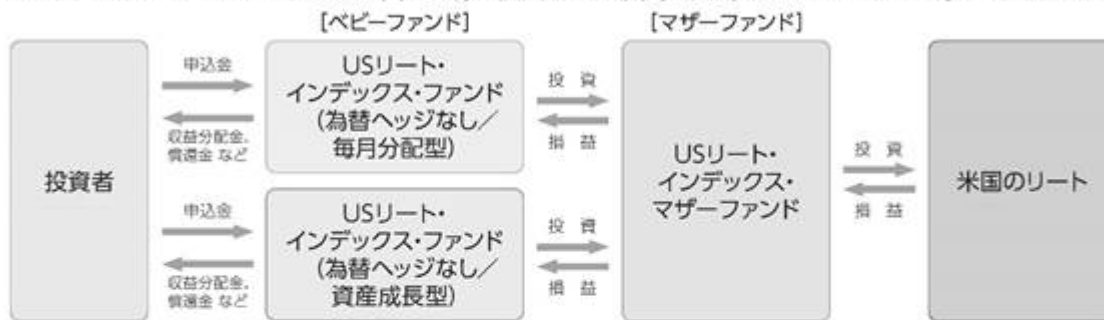 [ベビーファンド]
[マザーファンド]
投資者
申込金
収益分配金、
償還金 など
USリート・
インデックス・ファンド
(為替ヘッジなし／
毎月分配型)
投 資
損 益
申込金
収益分配金、
償還金 など
USリート・
インデックス・ファンド
(為替ヘッジなし／
資産成長型)
投 資
損 益
USリート・
インデックス・
マザーファンド
投 資
損 益
米国のリート